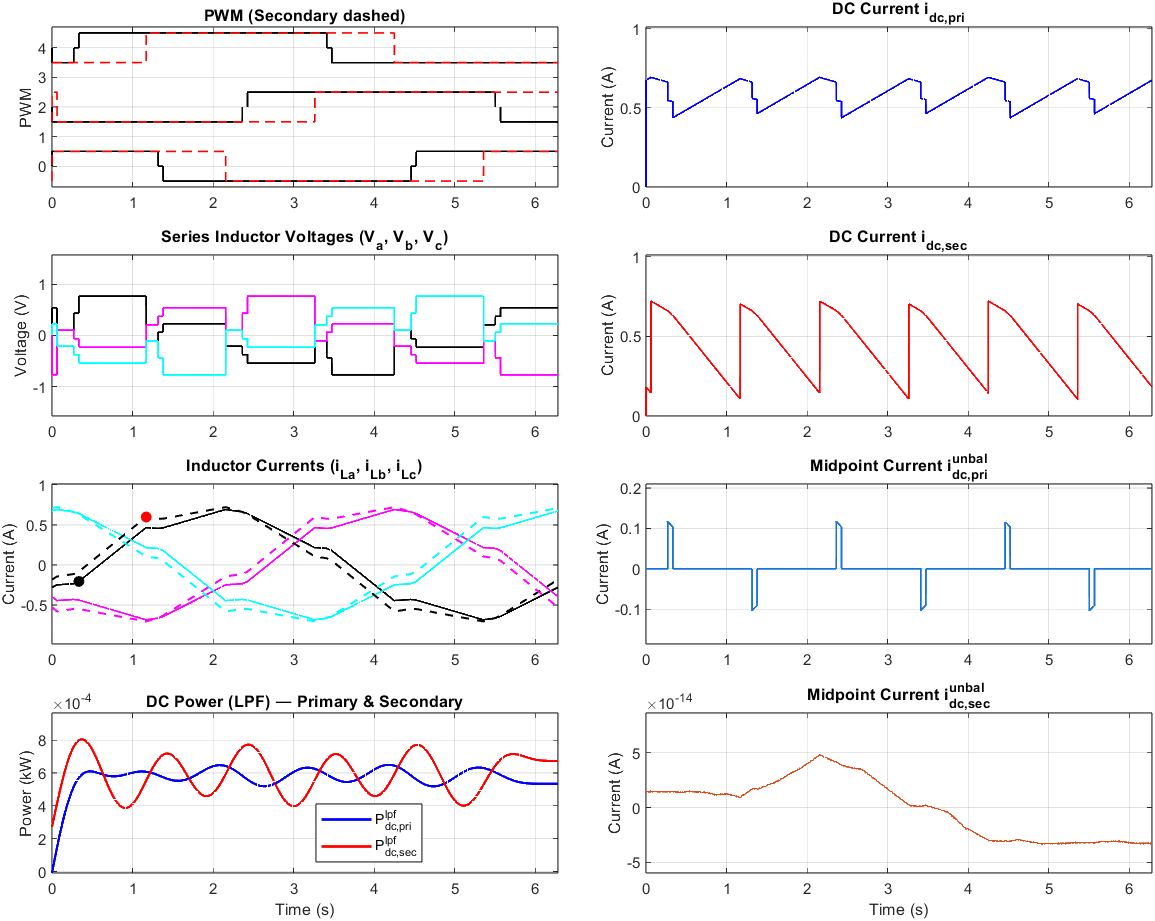 PWM (Secondary dashed)
PWM
4
3
2
1
0
0 1 2 3 4 5 6
DC Current i_dc,pri
Current (A)
1
0.5
0
0 1 2 3 4 5 6
Series Inductor Voltages (V_a, V_b, V_c)
Voltage (V)
1
0
-1
0 1 2 3 4 5 6
DC Current i_dc,sec
Current (A)
1
0.5
0
0 1 2 3 4 5 6
Inductor Currents (i_La, i_Lb, i_Lc)
Current (A)
1
0.5
0
-0.5
0 1 2 3 4 5 6
Midpoint Current i^unbal_dc,pri
Current (A)
0.2
0.1
0
-0.1
0 1 2 3 4 5 6
DC Power (LPF) — Primary & Secondary
×10^-4
Power (kW)
8
6
4
2
0
P^lpf_dc,pri
P^lpf_dc,sec
0 1 2 3 4 5 6
Time (s)
Midpoint Current i^unbal_dc,sec
×10^-14
Current (A)
5
0
-5
0 1 2 3 4 5 6
Time (s)